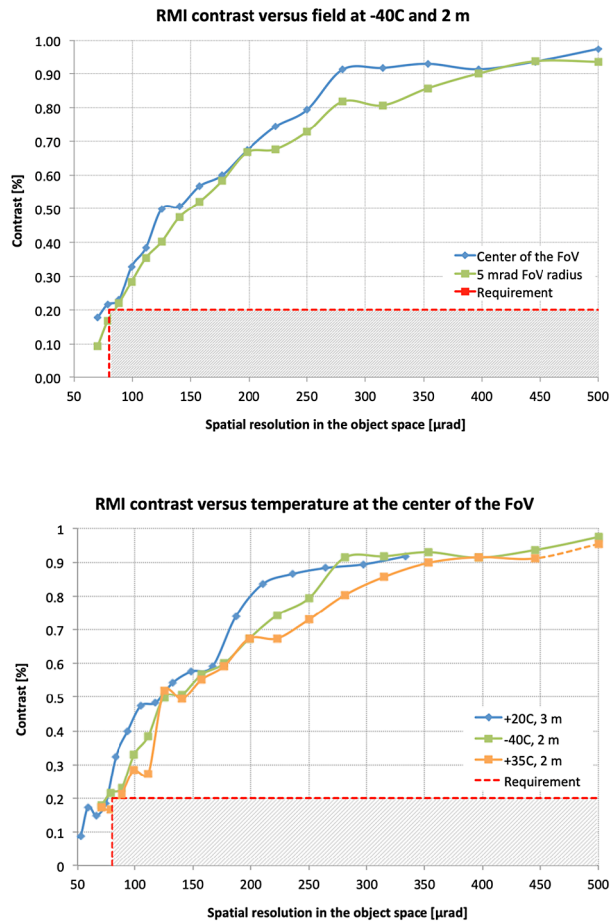 RMI contrast versus field at -40C and 2 m
1.00
0.90
0.80
0.70
0.60
0.50
0.40
0.30
0.20
0.10
0.00
Contrast [%]
Center of the FoV
5 mrad FoV radius
Requirement
50 100 150 200 250 300 350 400 450 500
Spatial resolution in the object space [μrad]
RMI contrast versus temperature at the center of the FoV
1
0.9
0.8
0.7
0.6
0.5
0.4
0.3
0.2
0.1
0
Contrast [%]
+20C, 3 m
-40C, 2 m
+35C, 2 m
Requirement
50 100 150 200 250 300 350 400 450 500
Spatial resolution in the object space [μrad]